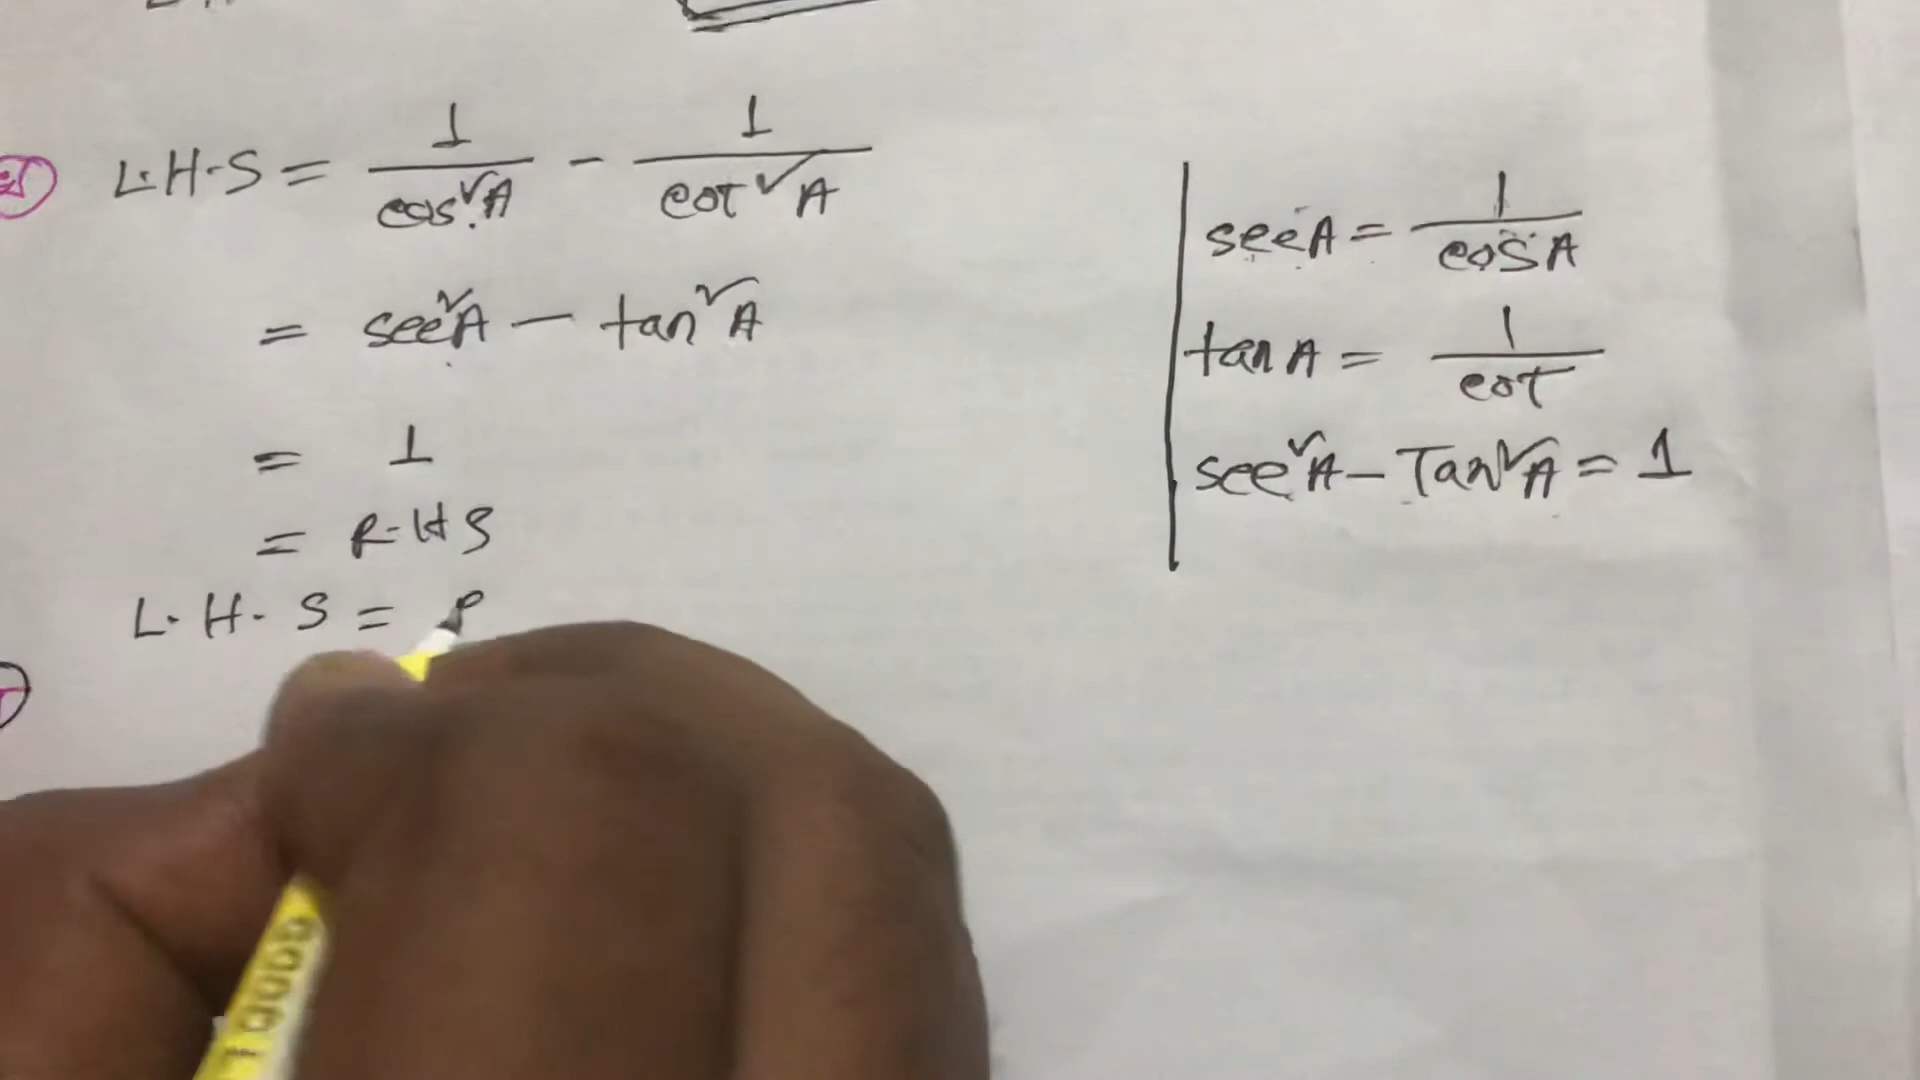 L.H.S = 1/cos²A - 1/cot²A
= sec²A - tan²A
= 1
= R.H.S
L.H.S = R
secA = 1/cosA
tanA = 1/cot
sec²A - Tan²A = 1